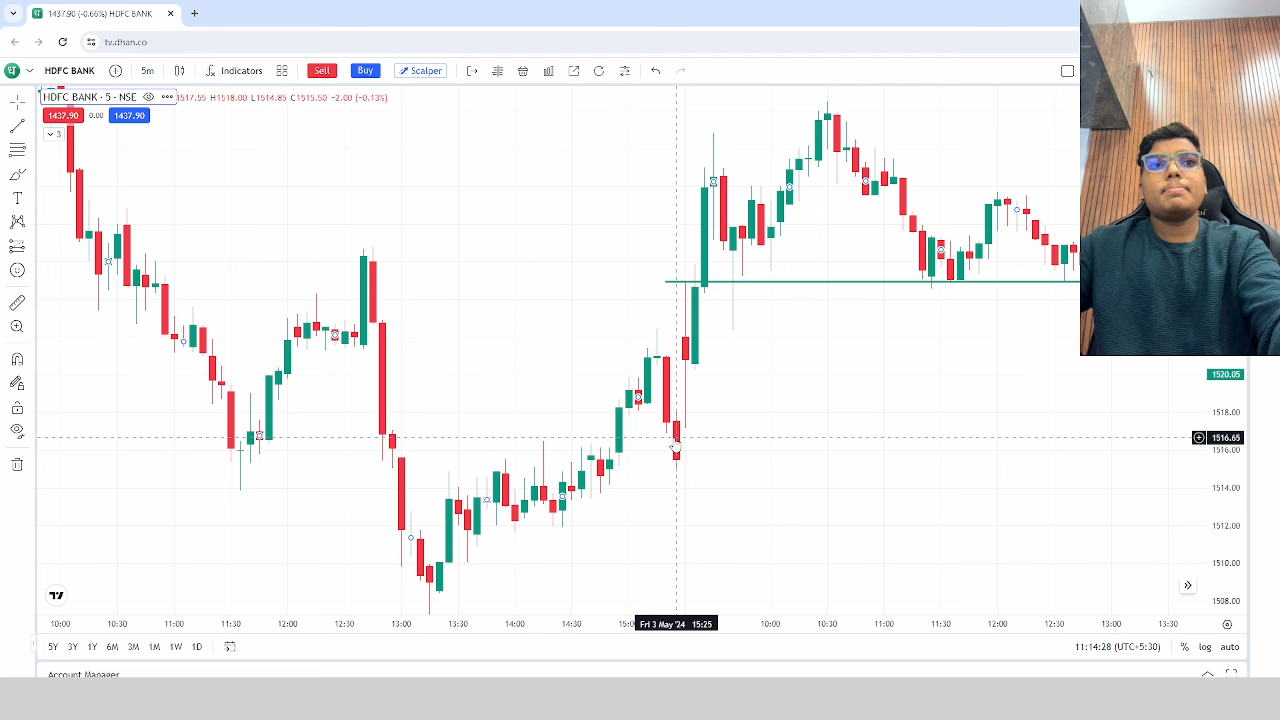 1437.90 (-0.66%) HDFC BANK
tv.dhan.co
HDFC BANK 5m Indicators Sell Buy Scalper
HDFC BANK · 5 · NSE 1517.55 H1518.00 L1514.85 C1515.50 -2.00 (-0.13%)
1437.90 0.00 1437.90
3
1520.05
1518.00
1516.65
1516.00
1514.00
1512.00
1510.00
1508.00
10:00 10:30 11:00 11:30 12:00 12:30 13:00 13:30 14:00 14:30 Fri 3 May '24 15:25 10:00 10:30 11:00 11:30 12:00 12:30 13:00 13:30
5Y 3Y 1Y 6M 3M 1M 1W 1D 11:14:28 (UTC+5:30) % log auto
Account Manager